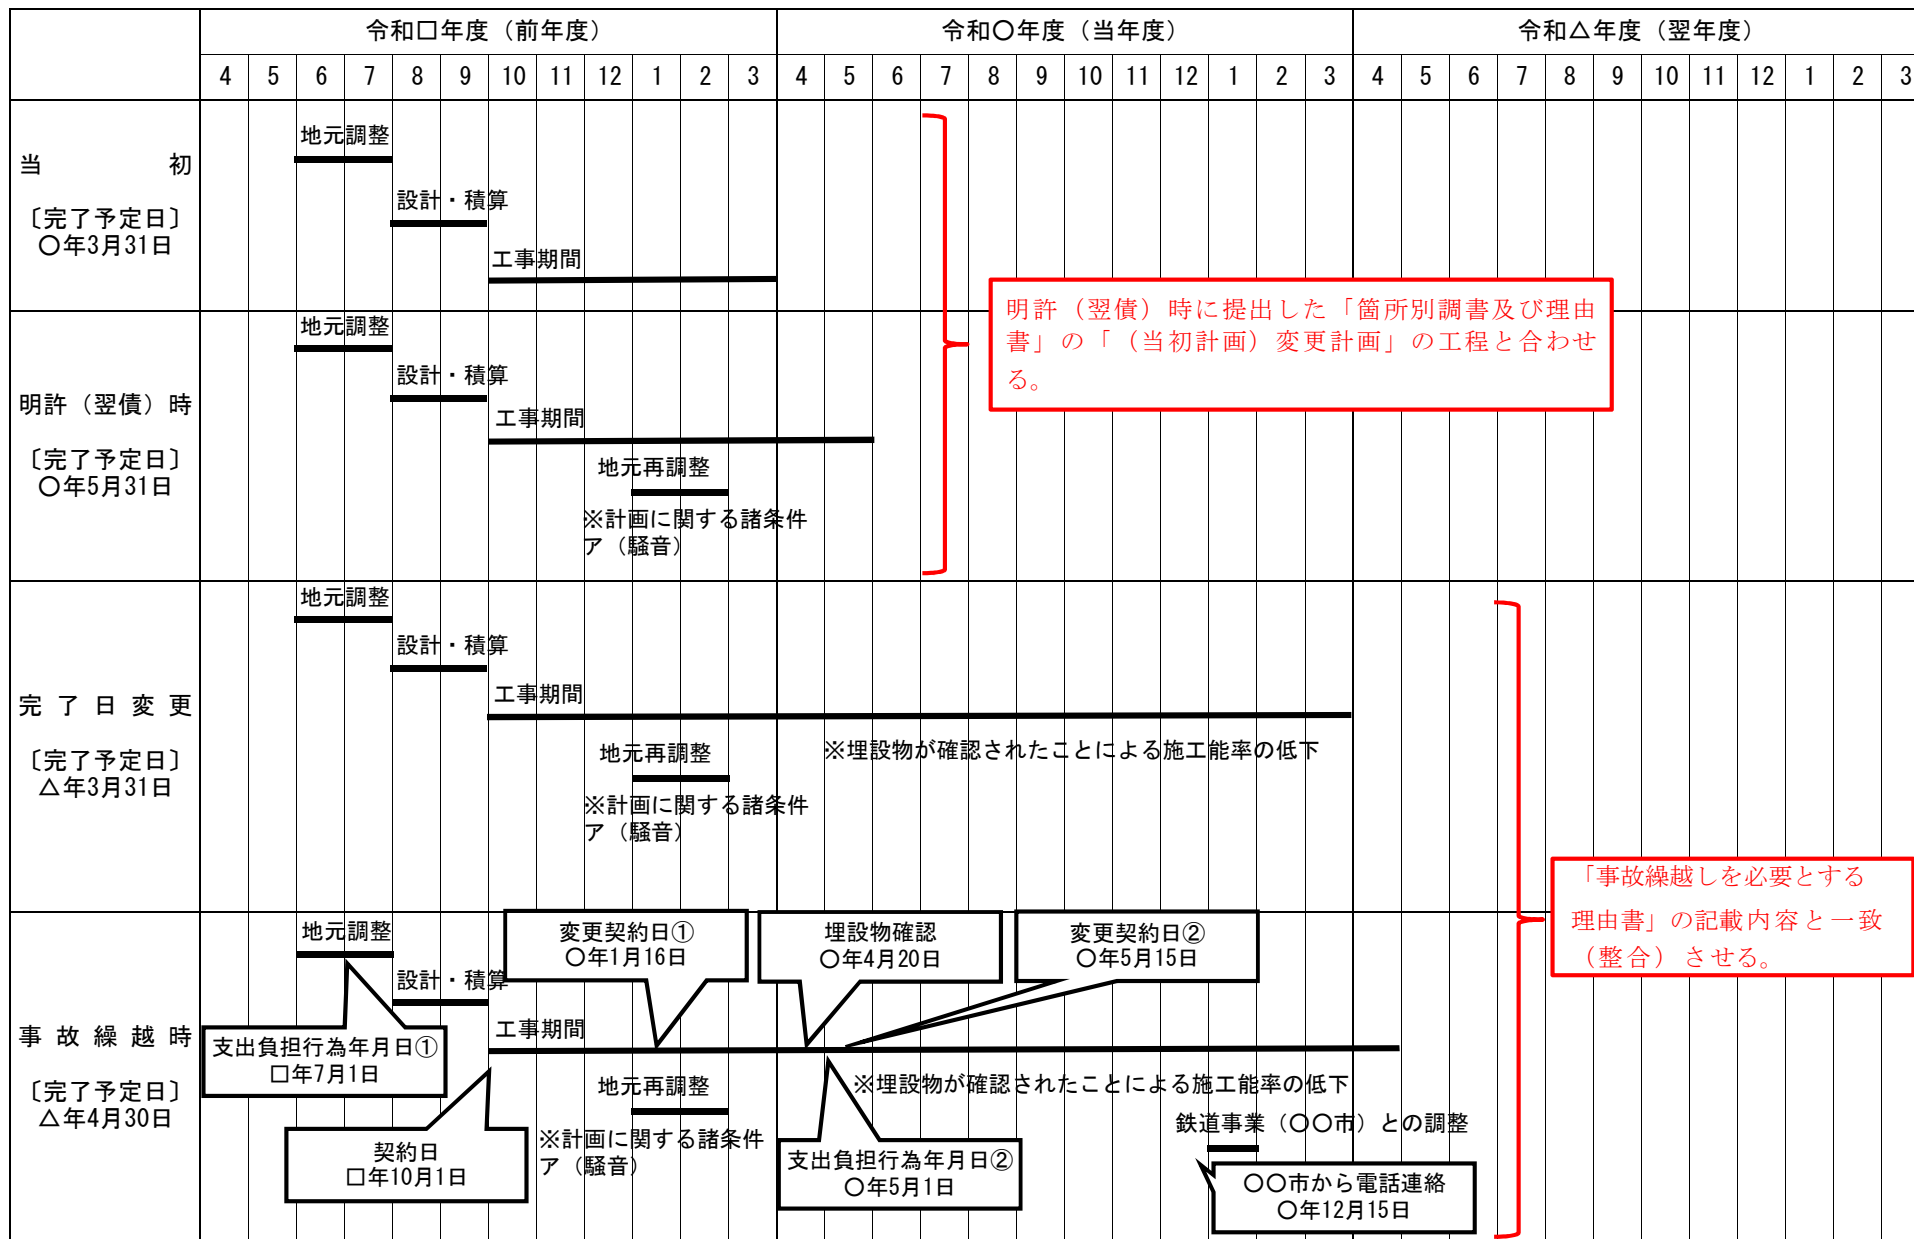 令和□年度（前年度）
令和〇年度（当年度）
令和△年度（翌年度）
4 5 6 7 8 9 10 11 12 1 2 3 4 5 6 7 8 9 10 11 12 1 2 3 4 5 6 7 8 9 10 11 12 1 2 3
当初
〔完了予定日〕
〇年3月31日
地元調整
設計・積算
工事期間
明許（翌債）時に提出した「箇所別調書及び理由
書」の「（当初計画）変更計画」の工程と合わせ
る。
明許（翌債）時
〔完了予定日〕
〇年5月31日
地元調整
設計・積算
工事期間
地元再調整
※計画に関する諸条件
ア（騒音）
完了日変更
〔完了予定日〕
△年3月31日
地元調整
設計・積算
工事期間
地元再調整
※計画に関する諸条件
ア（騒音）
※埋設物が確認されたことによる施工能率の低下
「事故繰越しを必要とする
理由書」の記載内容と一致
（整合）させる。
事故繰越時
〔完了予定日〕
△年4月30日
地元調整
設計・積算
工事期間
変更契約日①
〇年1月16日
埋設物確認
〇年4月20日
変更契約日②
〇年5月15日
支出負担行為年月日①
□年7月1日
契約日
□年10月1日
地元再調整
※計画に関する諸条件
ア（騒音）
※埋設物が確認されたことによる施工能率の低下
支出負担行為年月日②
〇年5月1日
鉄道事業（〇〇市）との調整
〇〇市から電話連絡
〇年12月15日